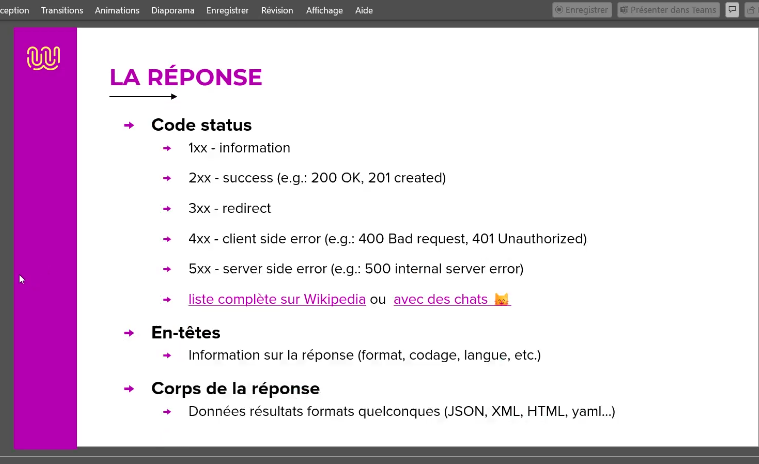 ception Transitions Animations Diaporama Enregistrer Révision Affichage Aide Enregistrer Présenter dans Teams
LA RÉPONSE
Code status
1xx - information
2xx - success (e.g.: 200 OK, 201 created)
3xx - redirect
4xx - client side error (e.g.: 400 Bad request, 401 Unauthorized)
5xx - server side error (e.g.: 500 internal server error)
liste complète sur Wikipedia ou avec des chats 😸
En-têtes
Information sur la réponse (format, codage, langue, etc.)
Corps de la réponse
Données résultats formats quelconques (JSON, XML, HTML, yaml...)